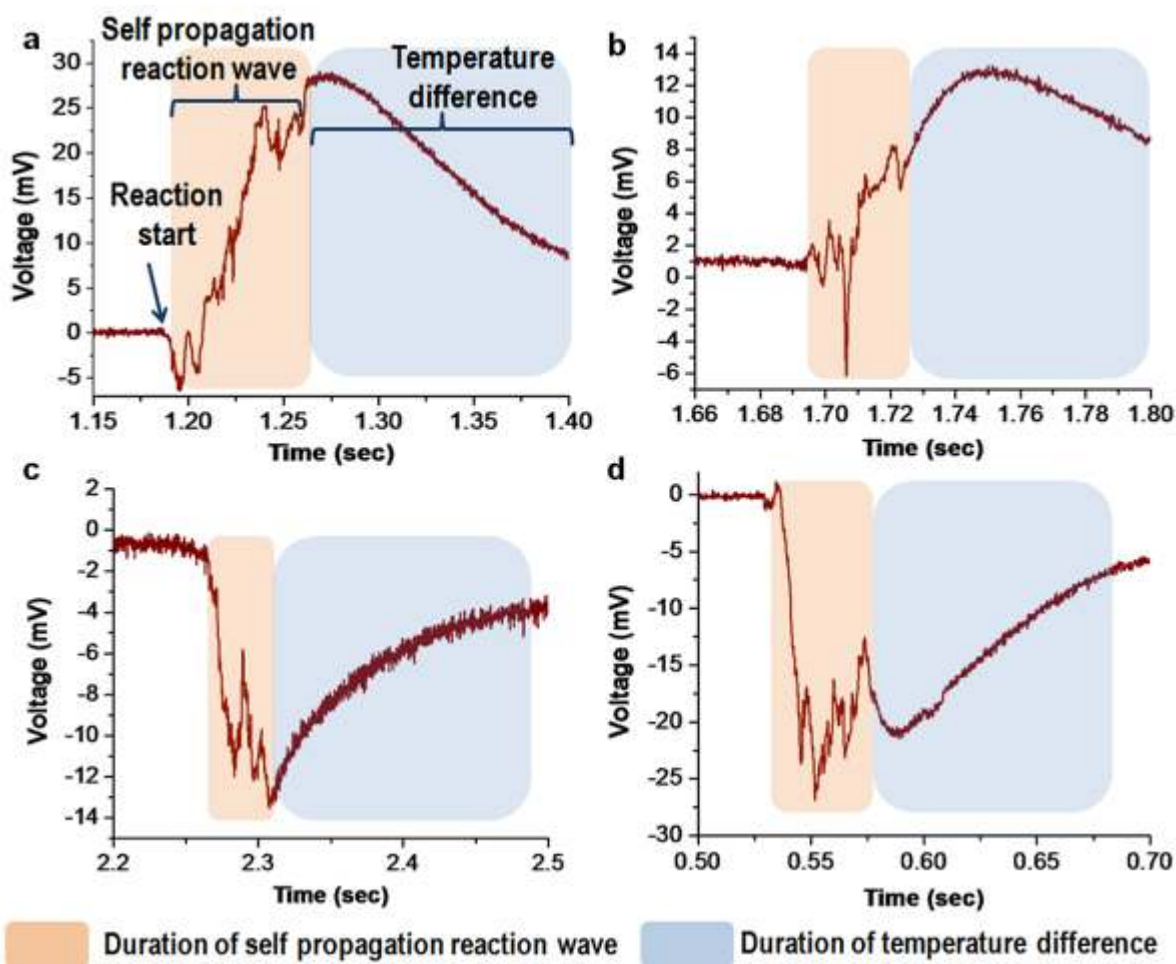 a
Self propagation
reaction wave
Temperature
difference
Reaction
start
30
25
20
15
10
5
0
-5
Voltage (mV)
1.15 1.20 1.25 1.30 1.35 1.40
Time (sec)
b
14
12
10
8
6
4
2
0
-2
-4
-6
Voltage (mV)
1.66 1.68 1.70 1.72 1.74 1.76 1.78 1.80
Time (sec)
c
2
0
-2
-4
-6
-8
-10
-12
-14
Voltage (mV)
2.2 2.3 2.4 2.5
Time (sec)
d
0
-5
-10
-15
-20
-25
-30
Voltage (mV)
0.50 0.55 0.60 0.65 0.70
Time (sec)
Duration of self propagation reaction wave
Duration of temperature difference